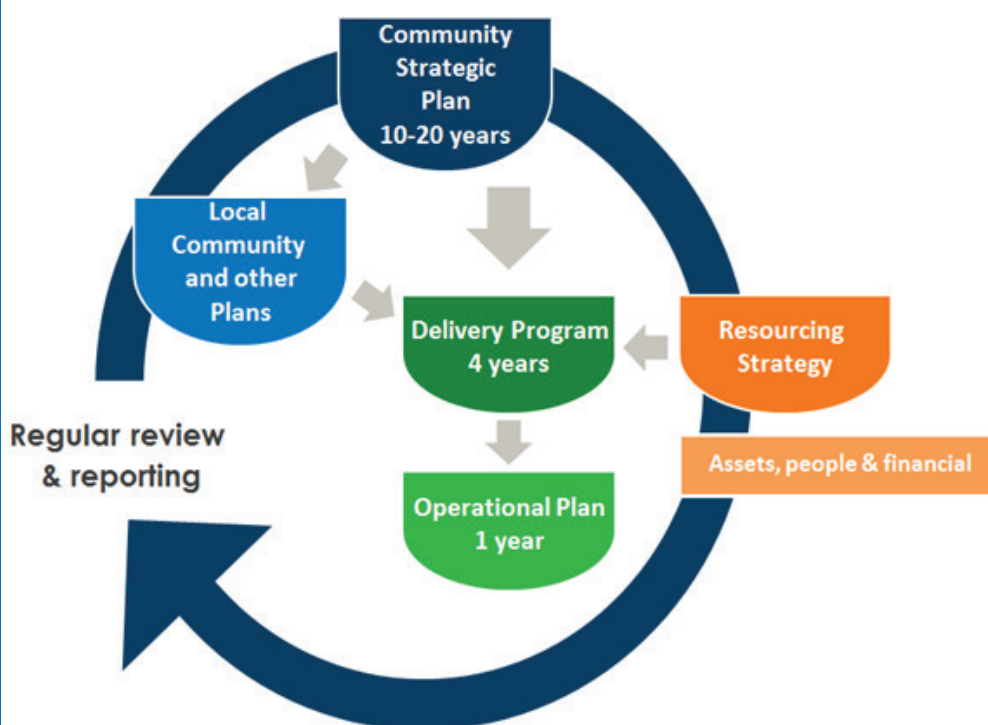 Community
Strategic
Plan
10-20 years
Local
Community
and other
Plans
Delivery Program
4 years
Resourcing
Strategy
Regular review
& reporting
Assets, people & financial
Operational Plan
1 year